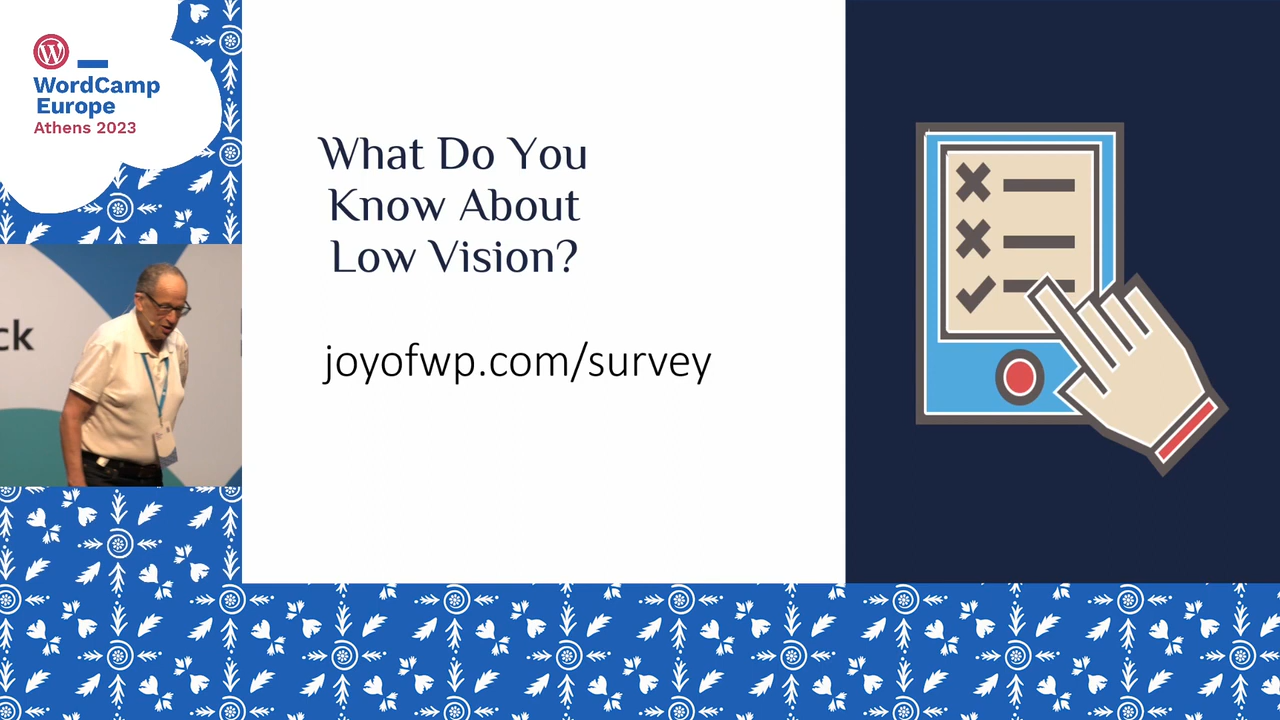 WordCamp
Europe
Athens 2023
ck
What Do You
Know About
Low Vision?
joyofwp.com/survey